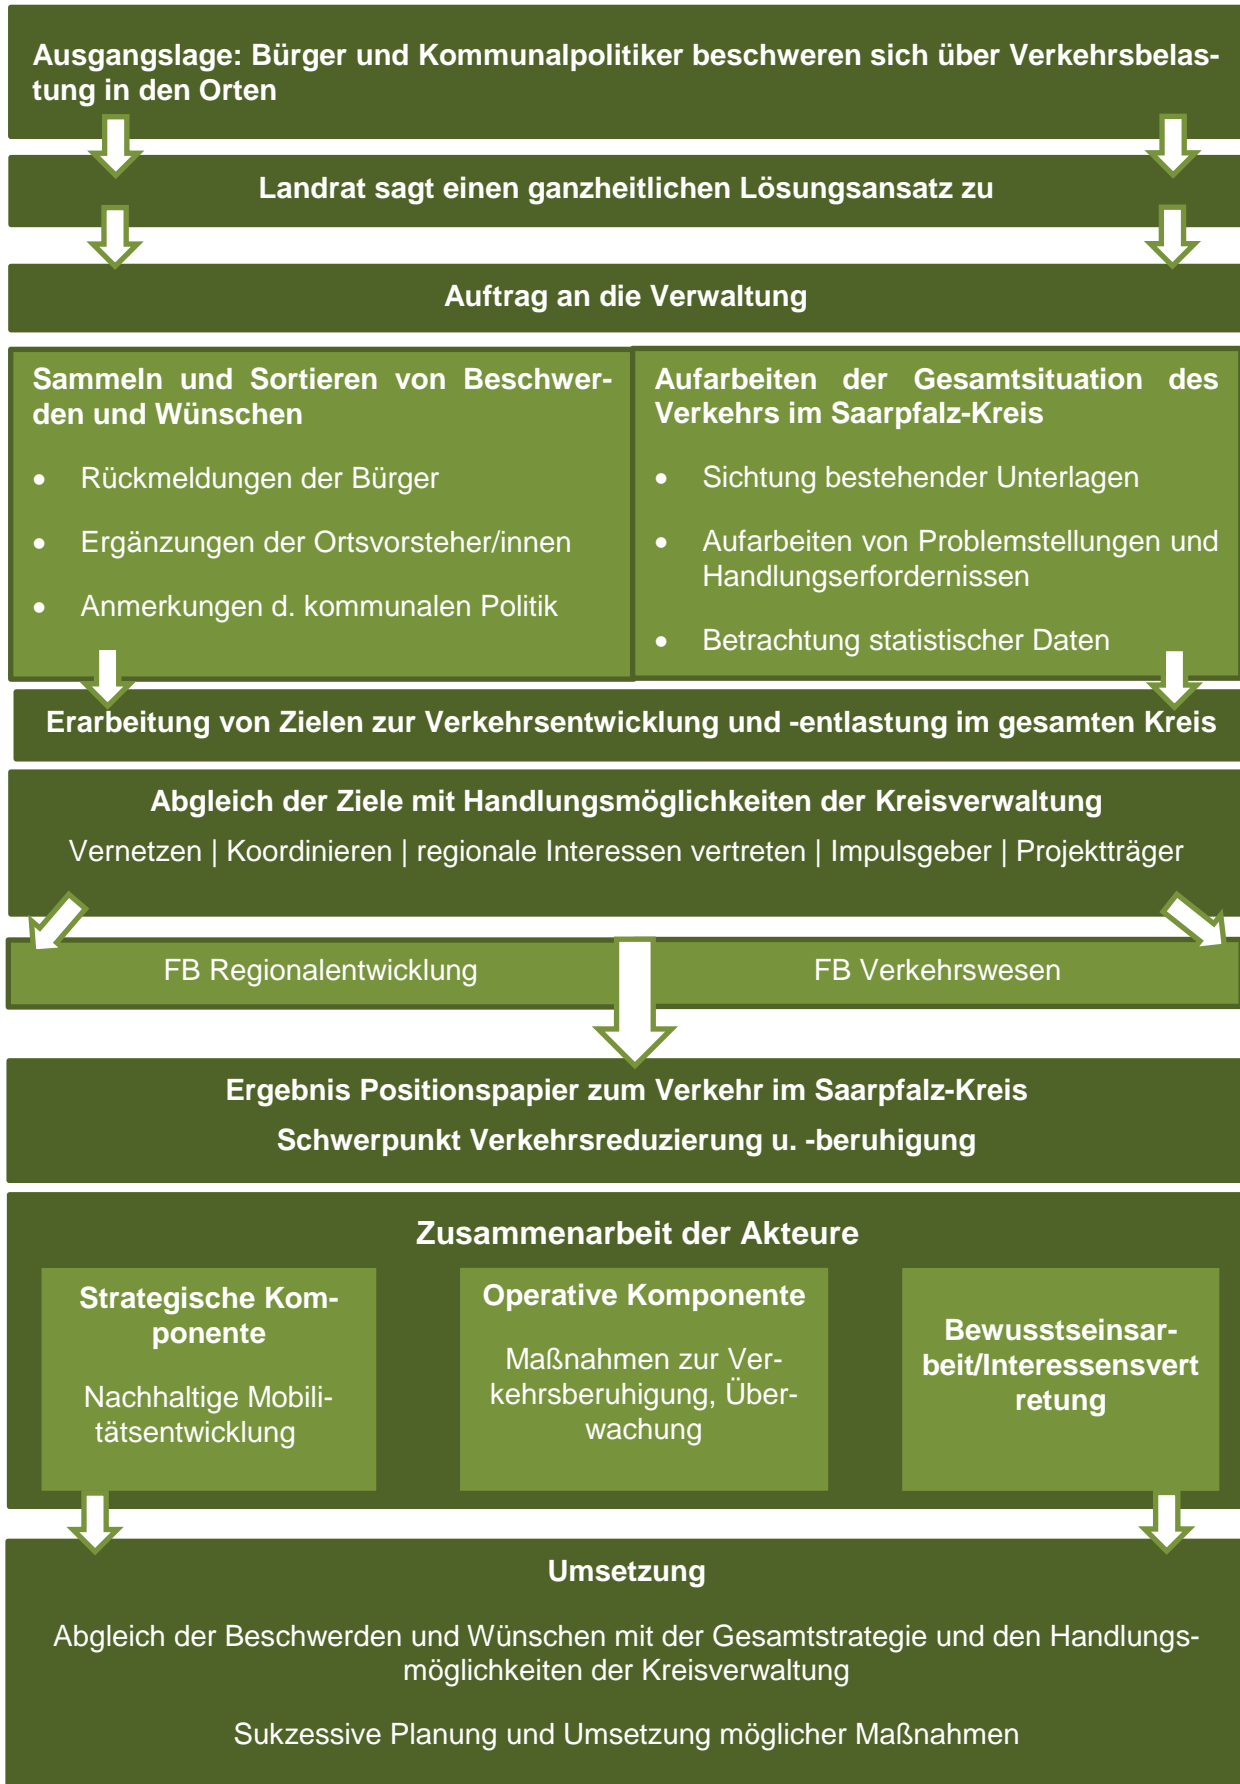 Ausgangslage: Bürger und Kommunalpolitiker beschweren sich über Verkehrsbelas-
tung in den Orten
Landrat sagt einen ganzheitlichen Lösungsansatz zu
Auftrag an die Verwaltung
Sammeln und Sortieren von Beschwer-
den und Wünschen
• Rückmeldungen der Bürger
• Ergänzungen der Ortsvorsteher/innen
• Anmerkungen d. kommunalen Politik
Aufarbeiten der Gesamtsituation des
Verkehrs im Saarpfalz-Kreis
• Sichtung bestehender Unterlagen
• Aufarbeiten von Problemstellungen und
Handlungserfordernissen
• Betrachtung statistischer Daten
Erarbeitung von Zielen zur Verkehrsentwicklung und -entlastung im gesamten Kreis
Abgleich der Ziele mit Handlungsmöglichkeiten der Kreisverwaltung
Vernetzen | Koordinieren | regionale Interessen vertreten | Impulsgeber | Projektträger
FB Regionalentwicklung
FB Verkehrswesen
Ergebnis Positionspapier zum Verkehr im Saarpfalz-Kreis
Schwerpunkt Verkehrsreduzierung u. -beruhigung
Zusammenarbeit der Akteure
Strategische Kom-
ponente
Nachhaltige Mobili-
tätsentwicklung
Operative Komponente
Maßnahmen zur Ver-
kehrsberuhigung, Über-
wachung
Bewusstseinsar-
beit/Interessensvert
retung
Umsetzung
Abgleich der Beschwerden und Wünschen mit der Gesamtstrategie und den Handlungs-
möglichkeiten der Kreisverwaltung
Sukzessive Planung und Umsetzung möglicher Maßnahmen